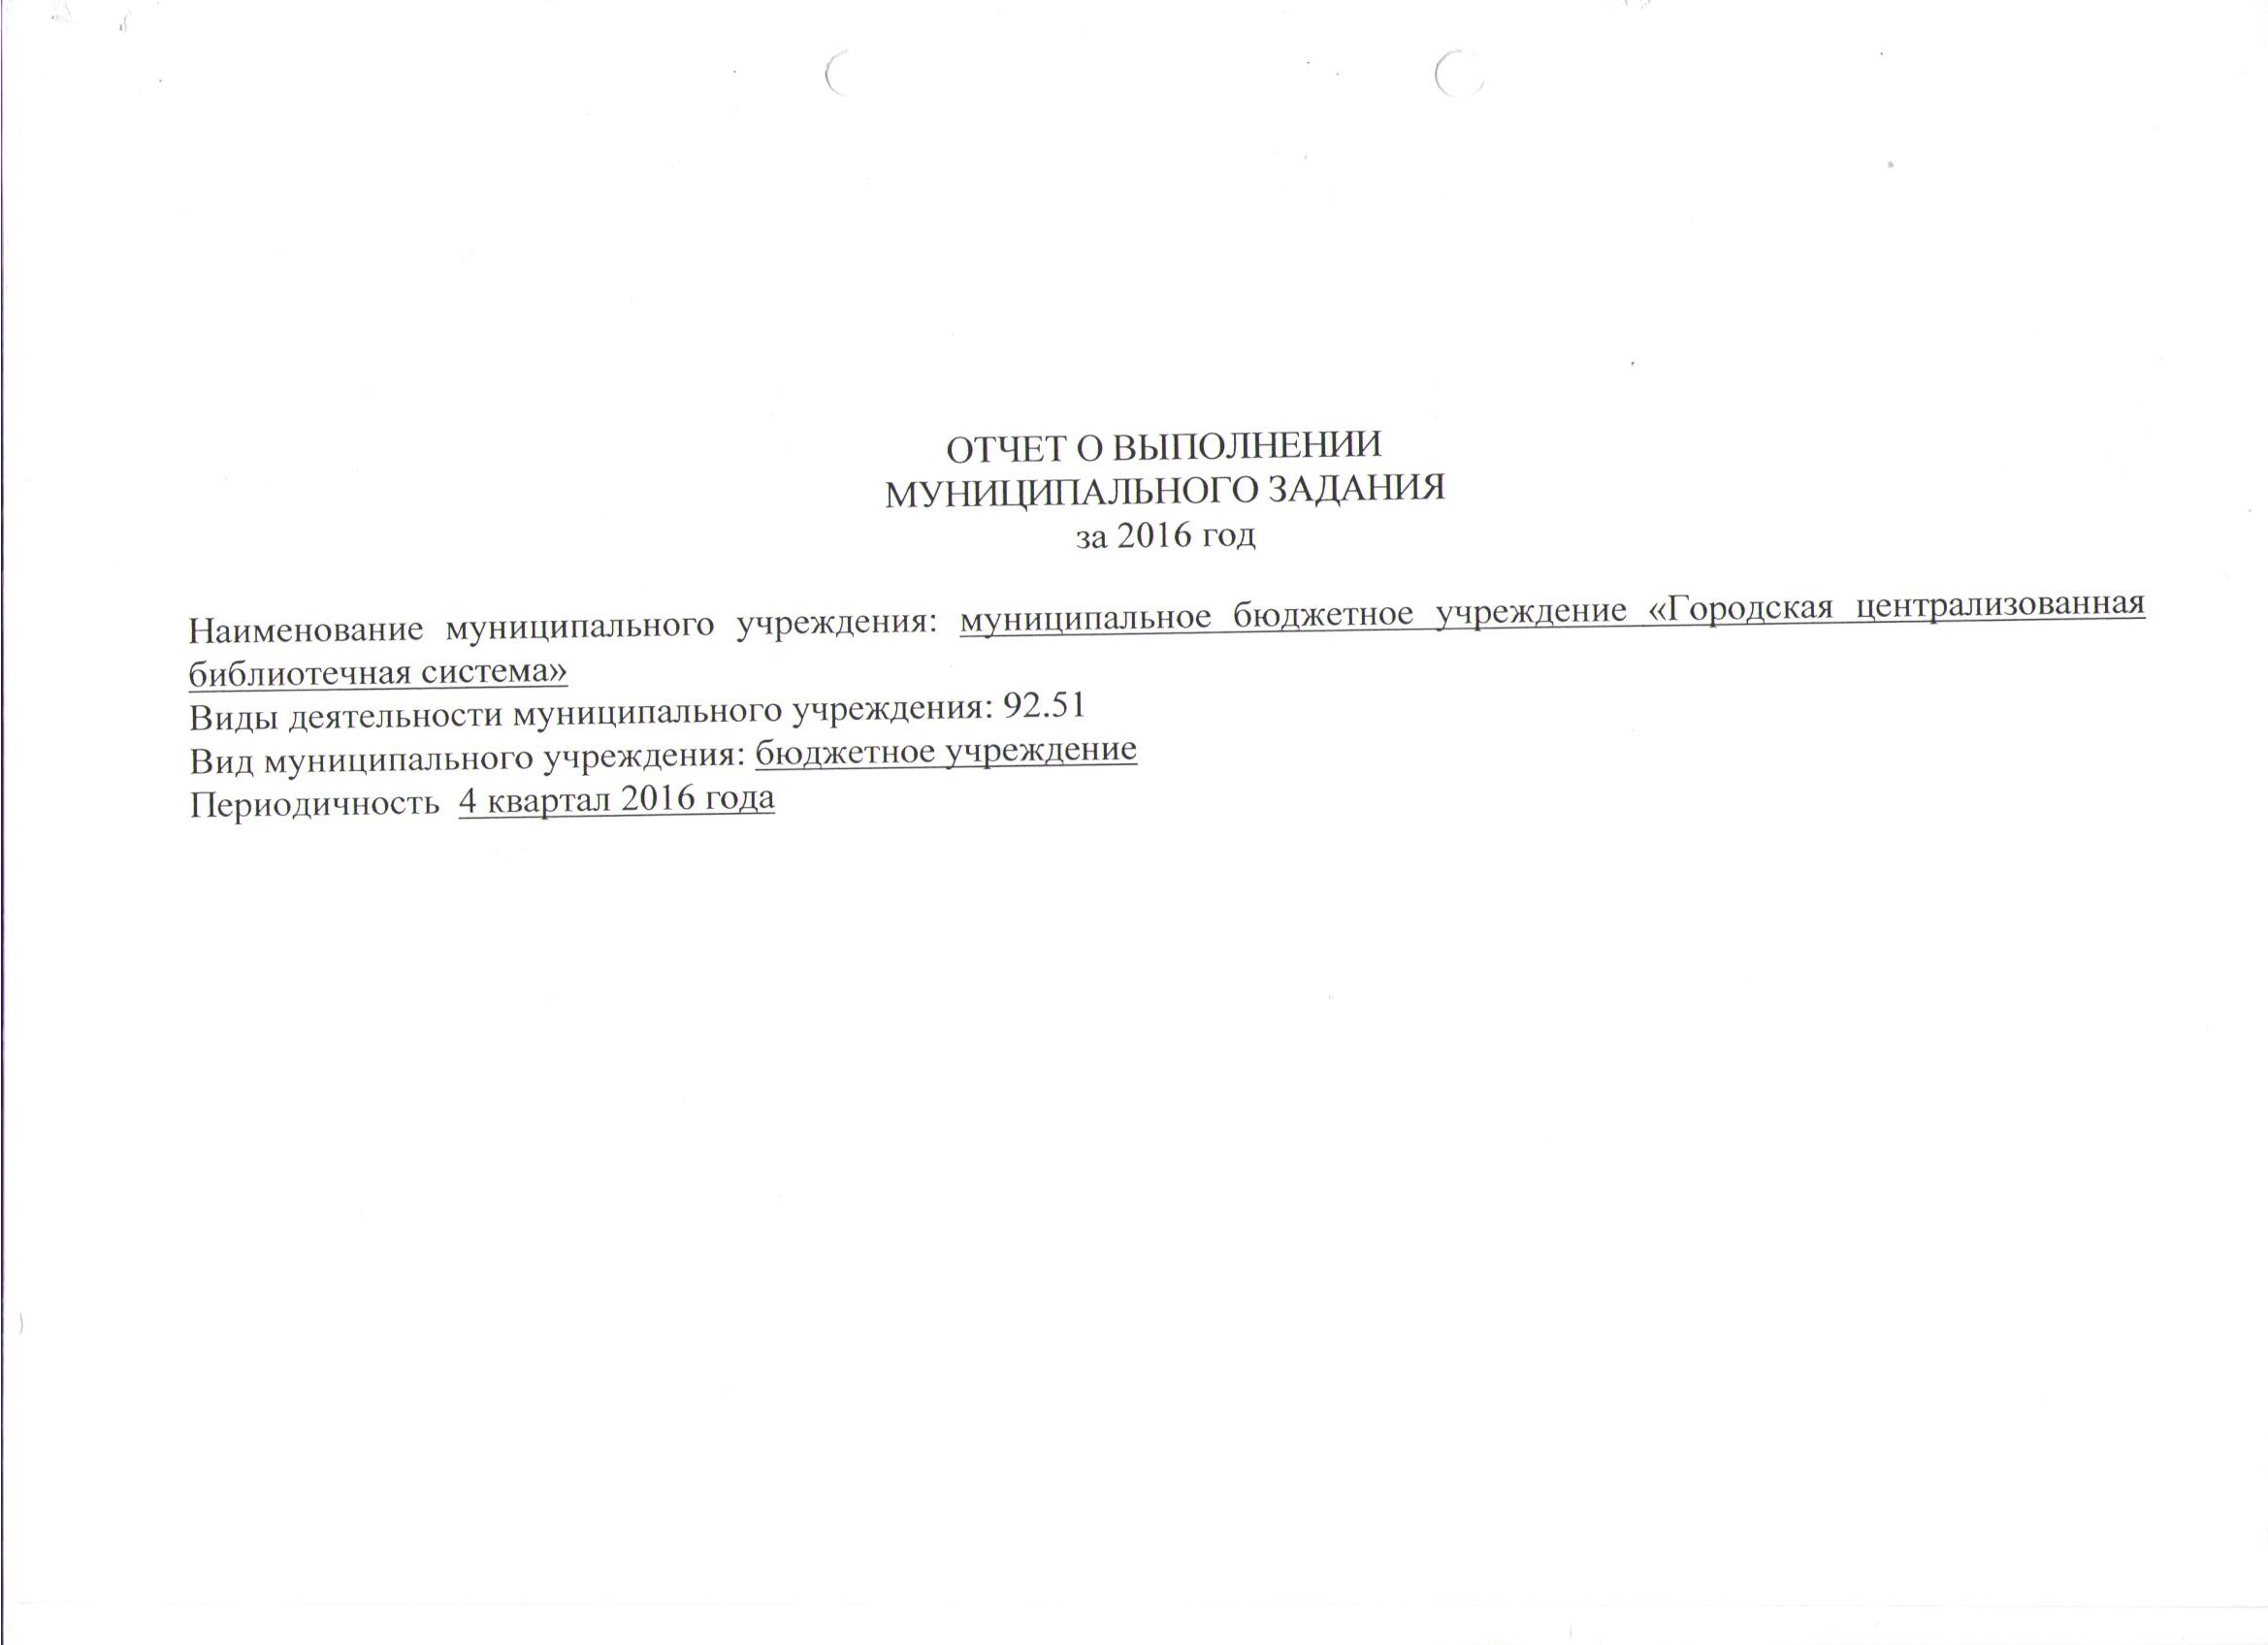 ОТЧЕТ О ВЫПОЛНЕНИИ
МУНИЦИПАЛЬНОГО ЗАДАНИЯ
за 2016 год
Наименование муниципального учреждения: муниципальное бюджетное учреждение «Городская централизованная
библиотечная система»
Виды деятельности муниципального учреждения: 92.51
Вид муниципального учреждения: бюджетное учреждение
Периодичность 4 квартал 2016 года